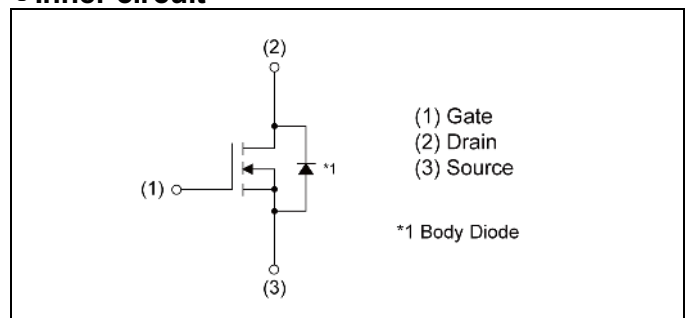 Inner circuit
(2)
(1) Gate
(2) Drain
*1
(3) Source
(1)
*1 Body Diode
(3)